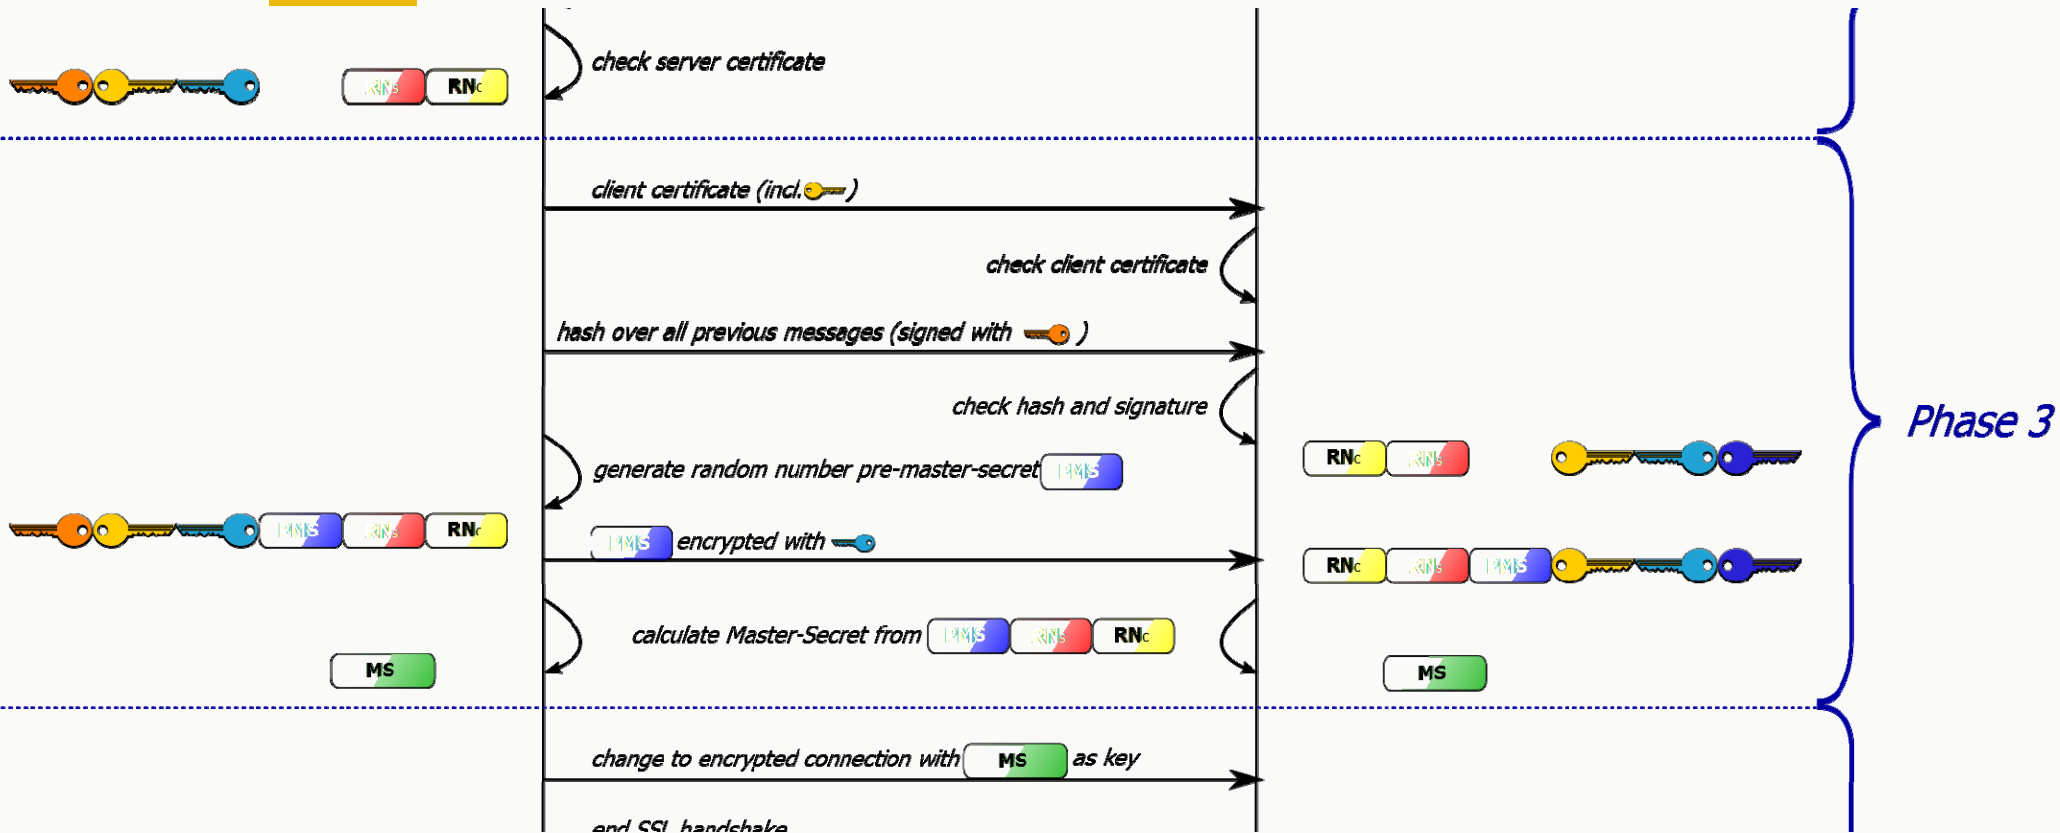 check server certificate
RNs RNc
client certificate (incl. )
check client certificate
hash over all previous messages (signed with )
check hash and signature
Phase 3
RNc RNs
generate random number pre-master-secret PMS
PMS RNs RNc
PMS encrypted with
RNc RNs PMS
calculate Master-Secret from PMS RNs RNc
MS
MS
change to encrypted connection with MS as key
end SSL handshake